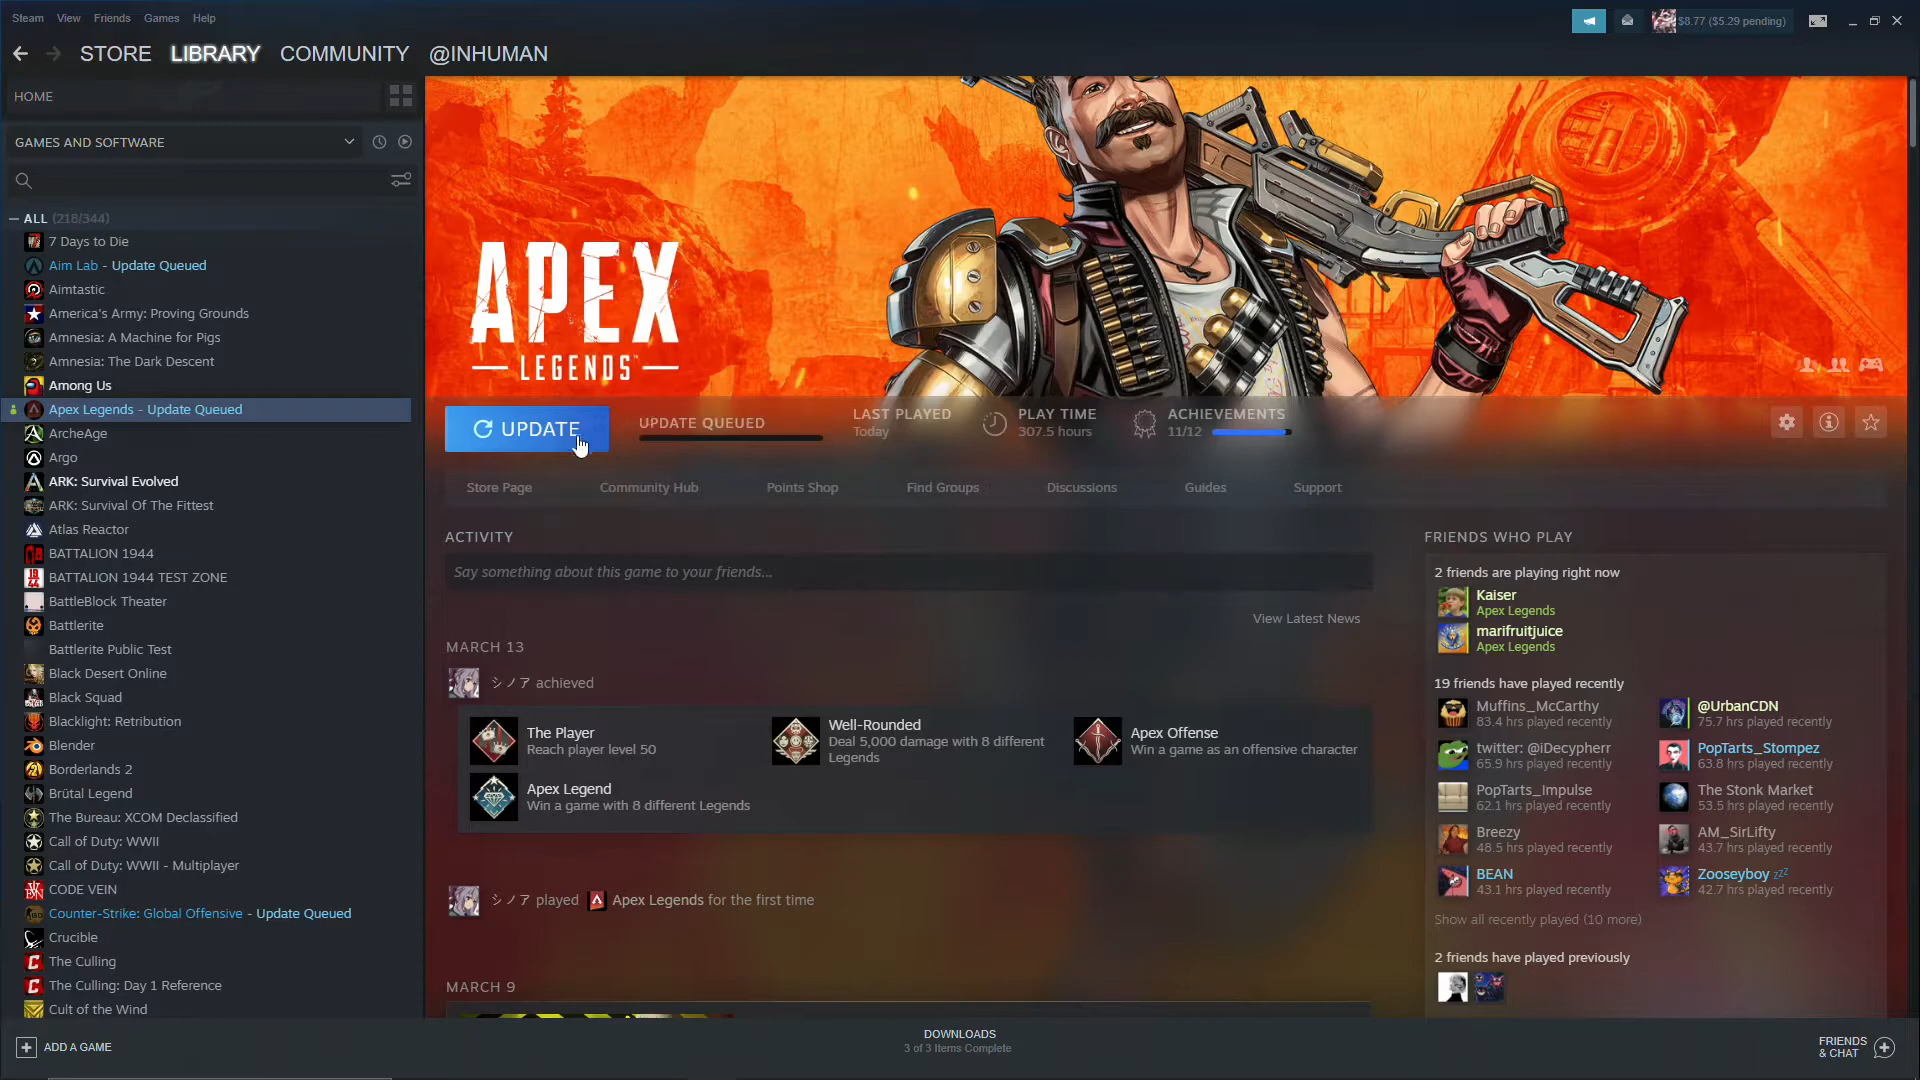 Steam View Friends Games Help
$8.77 ($5.29 pending)
STORE LIBRARY COMMUNITY @INHUMAN
HOME
GAMES AND SOFTWARE
ALL (218/344)
7 Days to Die
Aim Lab - Update Queued
Aimtastic
America's Army: Proving Grounds
Amnesia: A Machine for Pigs
Amnesia: The Dark Descent
Among Us
Apex Legends - Update Queued
ArcheAge
Argo
ARK: Survival Evolved
ARK: Survival Of The Fittest
Atlas Reactor
BATTALION 1944
BATTALION 1944 TEST ZONE
BattleBlock Theater
Battlerite
Battlerite Public Test
Black Desert Online
Black Squad
Blacklight: Retribution
Blender
Borderlands 2
Brütal Legend
The Bureau: XCOM Declassified
Call of Duty: WWII
Call of Duty: WWII - Multiplayer
CODE VEIN
Counter-Strike: Global Offensive - Update Queued
Crucible
The Culling
The Culling: Day 1 Reference
Cult of the Wind
APEX
LEGENDS
UPDATE
UPDATE QUEUED
LAST PLAYED
Today
PLAY TIME
307.5 hours
ACHIEVEMENTS
11/12
Store Page Community Hub Points Shop Find Groups Discussions Guides Support
ACTIVITY
Say something about this game to your friends...
View Latest News
MARCH 13
シノア achieved
The Player
Reach player level 50
Well-Rounded
Deal 5,000 damage with 8 different
Legends
Apex Offense
Win a game as an offensive character
Apex Legend
Win a game with 8 different Legends
シノア played Apex Legends for the first time
MARCH 9
FRIENDS WHO PLAY
2 friends are playing right now
Kaiser
Apex Legends
marifruitjuice
Apex Legends
19 friends have played recently
Muffins_McCarthy
83.4 hrs played recently
@UrbanCDN
75.7 hrs played recently
twitter: @iDecypherr
65.9 hrs played recently
PopTarts_Stompez
63.8 hrs played recently
PopTarts_Impulse
62.1 hrs played recently
The Stonk Market
53.5 hrs played recently
Breezy
48.5 hrs played recently
AM_SirLifty
43.7 hrs played recently
BEAN
43.1 hrs played recently
Zooseyboy zzz
42.7 hrs played recently
Show all recently played (10 more)
2 friends have played previously
ADD A GAME
DOWNLOADS
3 of 3 Items Complete
FRIENDS
& CHAT